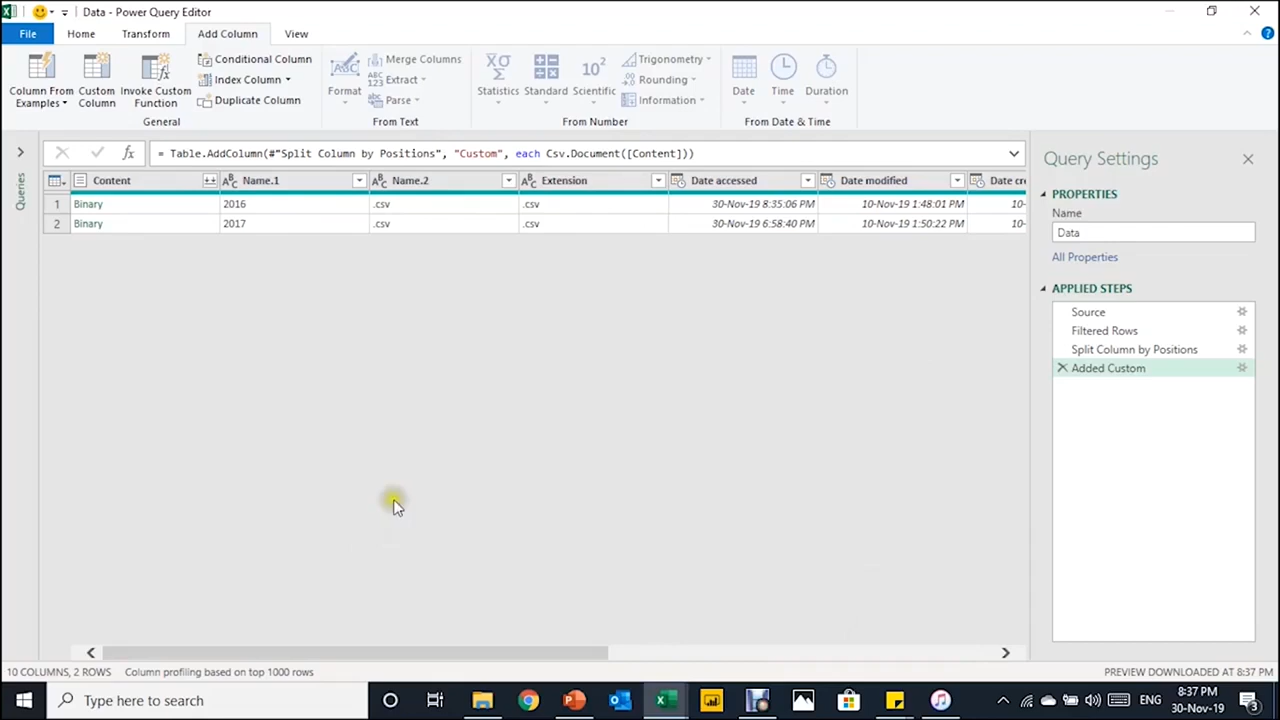 Data - Power Query Editor
File Home Transform Add Column View
Column From Examples
Custom Column
Invoke Custom Function
Conditional Column
Index Column
Duplicate Column
General
Format
Merge Columns
Extract
Parse
From Text
Statistics
Standard
Scientific
Trigonometry
Rounding
Information
From Number
Date
Time
Duration
From Date & Time
= Table.AddColumn(#"Split Column by Positions", "Custom", each Csv.Document([Content]))
Queries
Content Name.1 Name.2 Extension Date accessed Date modified Date cre
1 Binary 2016 .csv .csv 30-Nov-19 8:35:06 PM 10-Nov-19 1:48:01 PM 10-
2 Binary 2017 .csv .csv 30-Nov-19 6:58:40 PM 10-Nov-19 1:50:22 PM 10-
Query Settings
PROPERTIES
Name
Data
All Properties
APPLIED STEPS
Source
Filtered Rows
Split Column by Positions
Added Custom
10 COLUMNS, 2 ROWS Column profiling based on top 1000 rows
PREVIEW DOWNLOADED AT 8:37 PM
Type here to search
ENG
8:37 PM
30-Nov-19
3